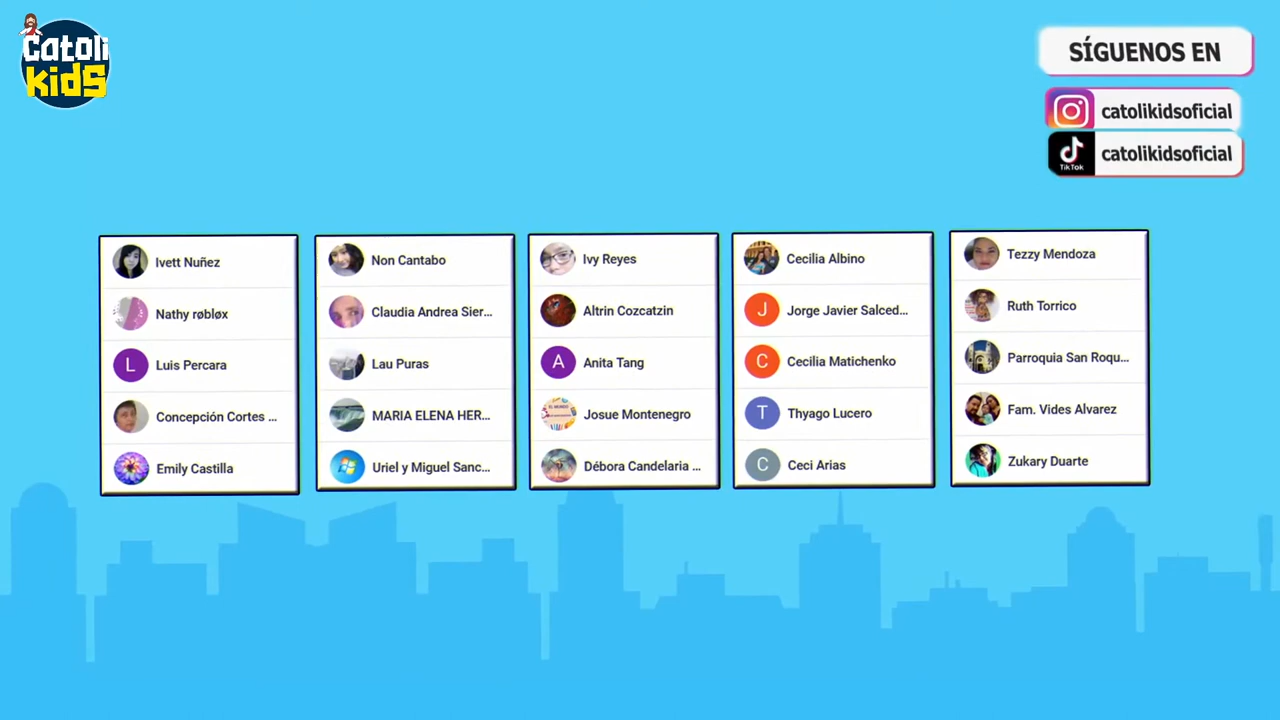 Catoli
Kids
SÍGUENOS EN
catolikidsoficial
TikTok
catolikidsoficial
Ivett Nuñez
Nathy røbløx
L
Luis Percara
Concepción Cortes ...
Emily Castilla
Non Cantabo
Claudia Andrea Sier...
Lau Puras
MARIA ELENA HER...
Uriel y Miguel Sanc...
Ivy Reyes
Altrin Cozcatzin
A
Anita Tang
Josue Montenegro
Débora Candelaria ...
Cecilia Albino
J
Jorge Javier Salced...
C
Cecilia Matichenko
T
Thyago Lucero
C
Ceci Arias
Tezzy Mendoza
Ruth Torrico
Parroquia San Roqu...
Fam. Vides Alvarez
Zukary Duarte